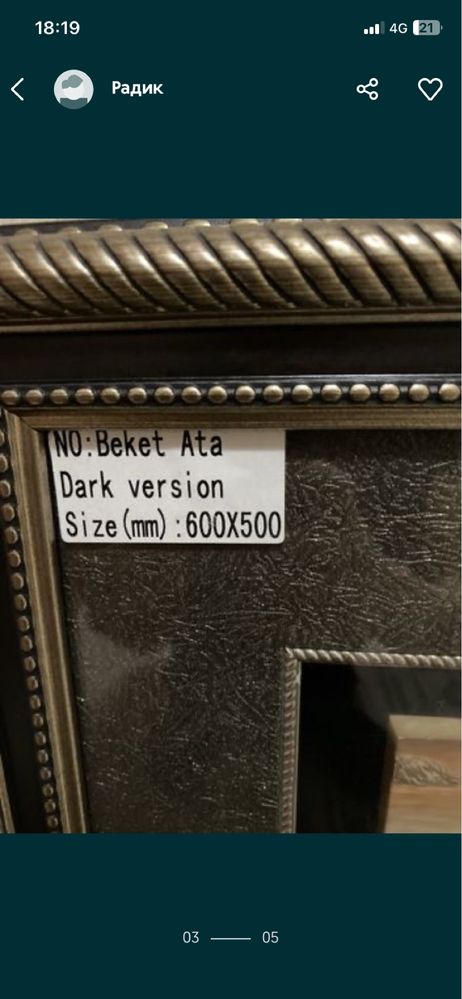 18:19
4G
21
Радик
NO:Beket Ata
Dark version
Size(mm):600X500
03
05